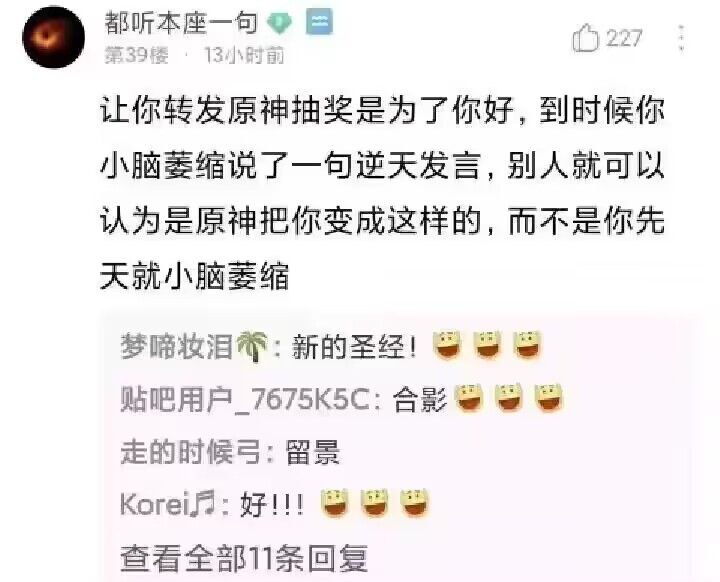 都听本座一句
第39楼 · 13小时前
227
让你转发原神抽奖是为了你好，到时候你
小脑萎缩说了一句逆天发言，别人就可以
认为是原神把你变成这样的，而不是你先
天就小脑萎缩
梦啼妆泪🌴：新的圣经！
贴吧用户_7675K5C：合影
走的时候弓：留景
Korei🎵：好!!!
查看全部11条回复